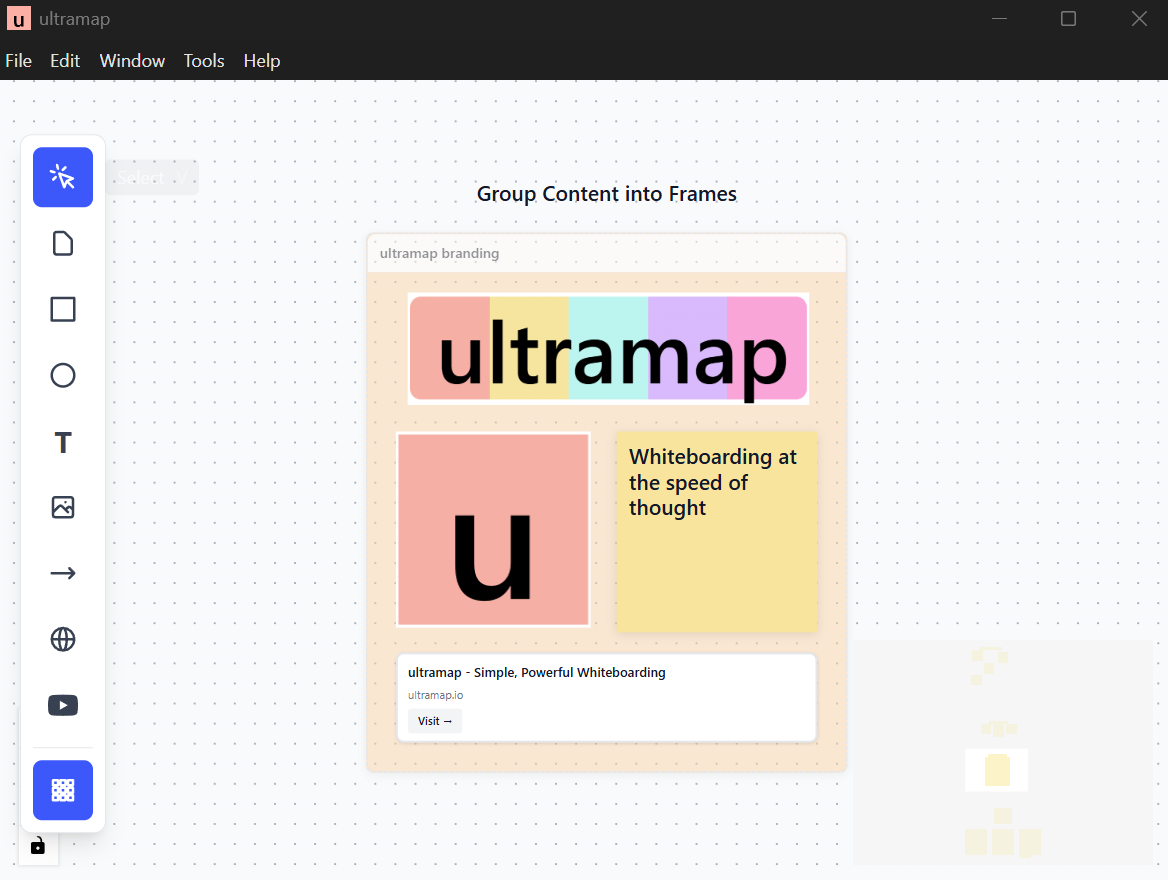 u ultramap
File Edit Window Tools Help
Select V
Group Content into Frames
ultramap branding
ultramap
u
Whiteboarding at
the speed of
thought
T
ultramap - Simple, Powerful Whiteboarding
ultramap.io
Visit →